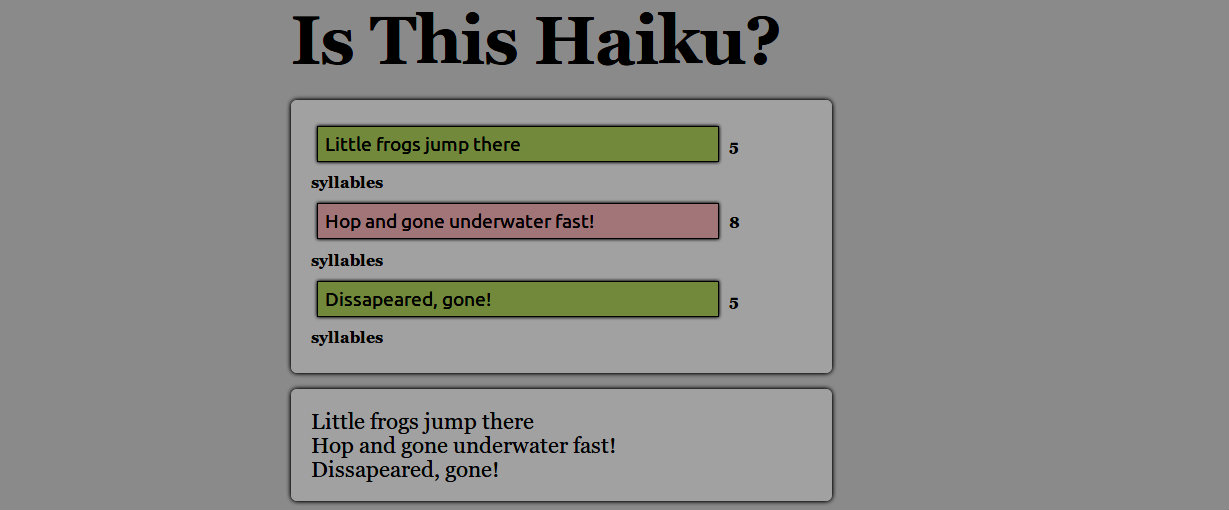 Is This Haiku?
Little frogs jump there 5
syllables
Hop and gone underwater fast! 8
syllables
Dissapeared, gone! 5
syllables
Little frogs jump there
Hop and gone underwater fast!
Dissapeared, gone!